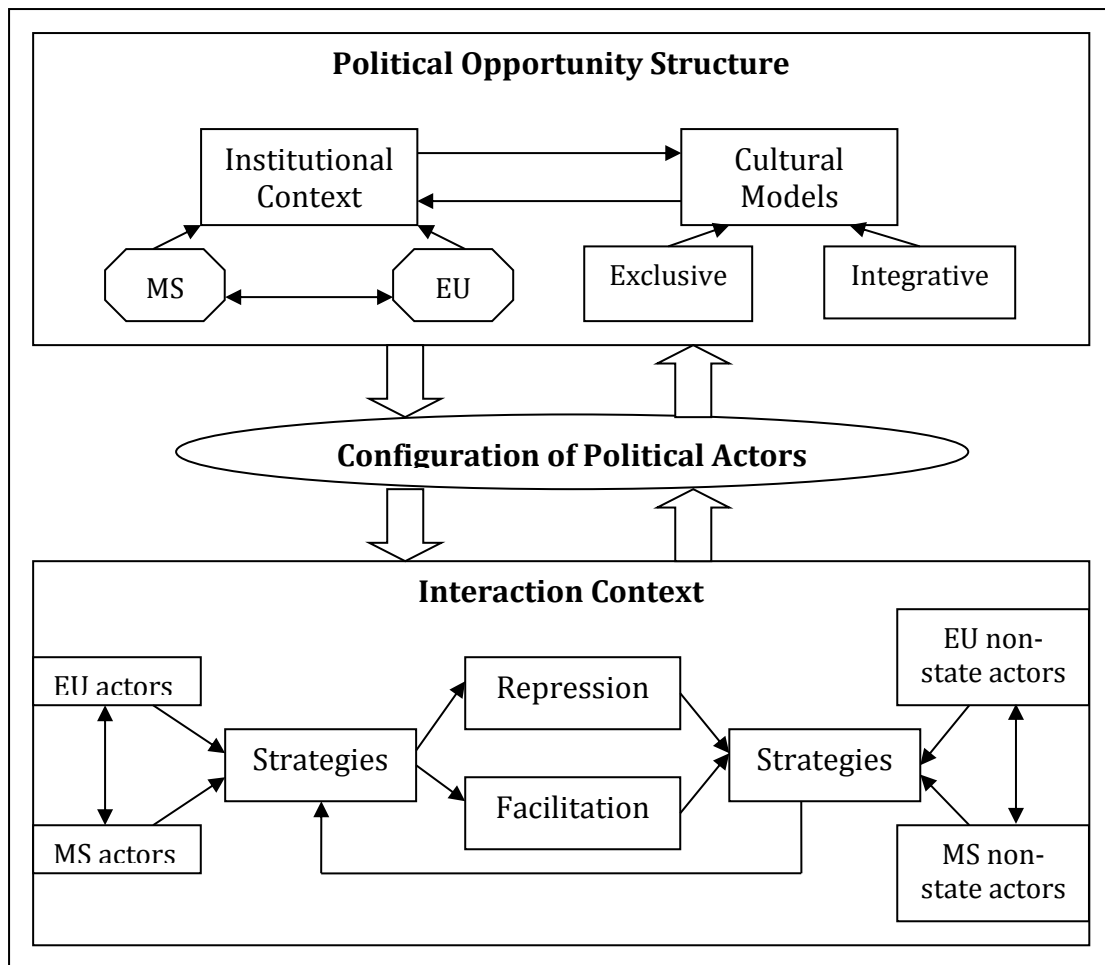 Political Opportunity Structure
Institutional
Context
Cultural
Models
MS
EU
Exclusive
Integrative
Configuration of Political Actors
Interaction Context
EU actors
MS actors
Strategies
Repression
Facilitation
Strategies
EU non-
state actors
MS non-
state actors